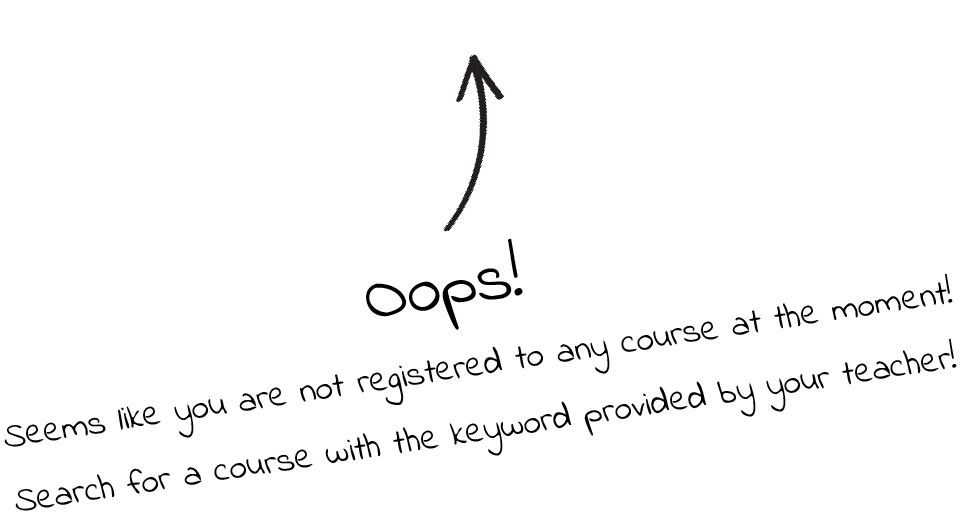 Oops!
Seems like you are not registered to any course at the moment!
Search for a course with the keyword provided by your teacher!